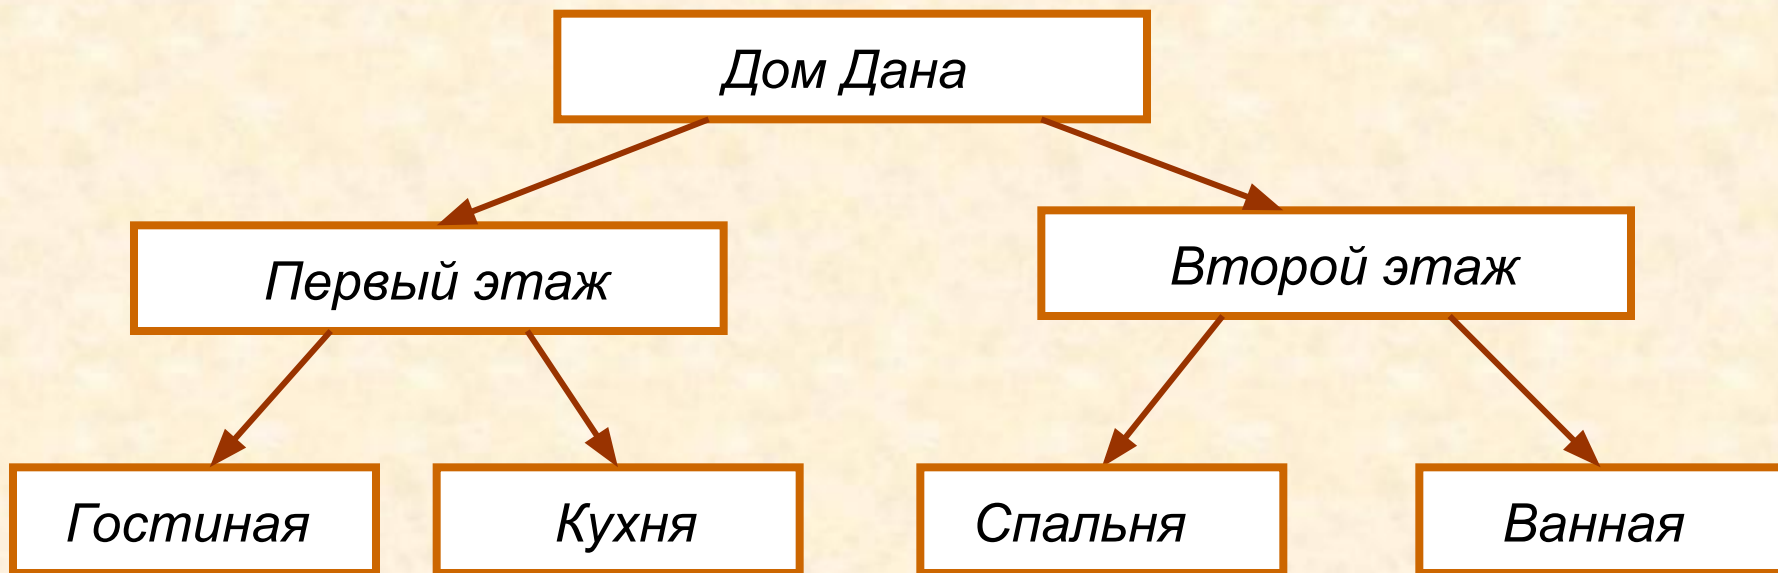 Дом Дана
Первый этаж
Второй этаж
Гостиная
Кухня
Спальня
Ванная